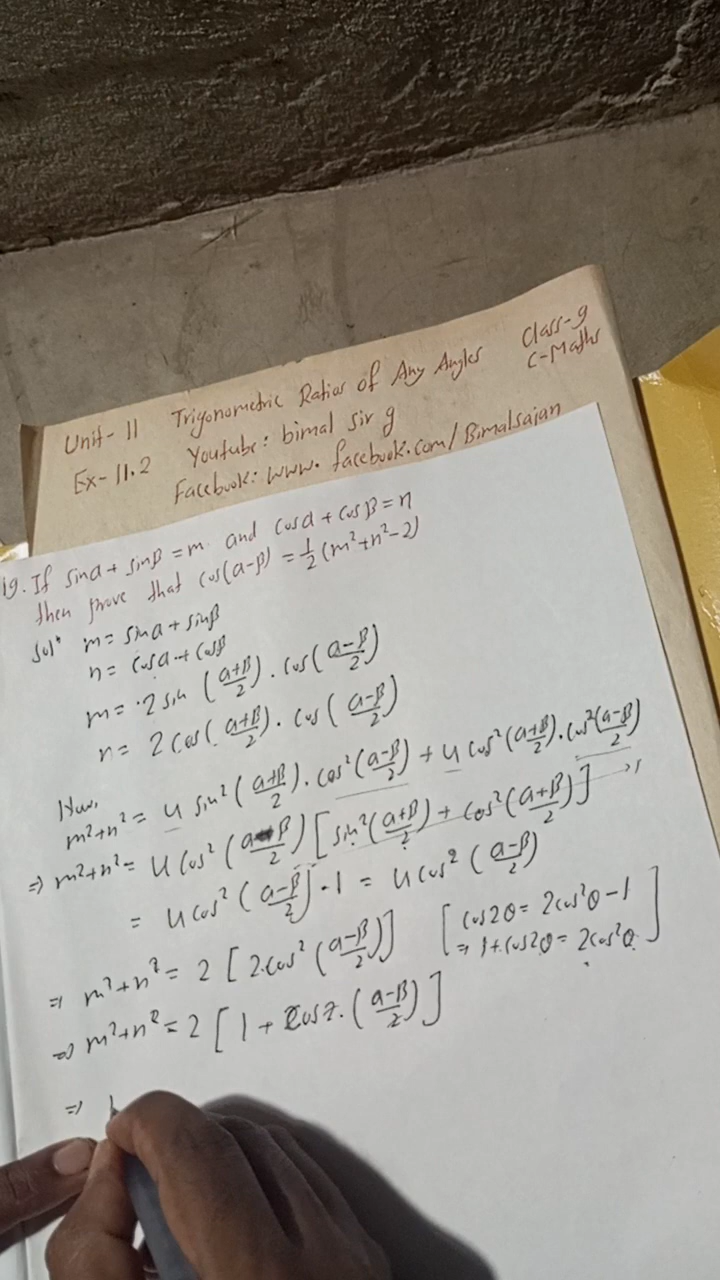 Unit- 11 Trigonometric Ratios of Any Angles Class-9
Ex- 11.2 Youtube: bimal sir g C-Maths
Facebook: www.facebook.com/Bimalsajan
19. If sinα + sinβ = m and cosα + cosβ = n
then prove that cos(α-β) = 1/2 (m²+n²-2)
Solⁿ m = sinα + sinβ
n = cosα + cosβ
m = 2 sin (α+β/2) . cos(α-β/2)
n = 2 cos(α+β/2) . cos (α-β/2)
Now,
m²+n² = 4 sin² (α+β/2) . cos² (α-β/2) + 4 cos² (α+β/2) . cos²(α-β/2)
⇒ m²+n² = 4 cos² (α-β/2) [sin²(α+β/2) + cos² (α+β/2)] → 1
= 4 cos² (α-β/2) · 1 = 4 cos² (α-β/2)
⇒ m²+n² = 2 [2.cos² (α-β/2)] [cos2θ = 2cos²θ - 1
⇒ 1+cos2θ = 2cos²θ]
⇒ m²+n² = 2 [1 + cos2. (α-β/2)]
⇒